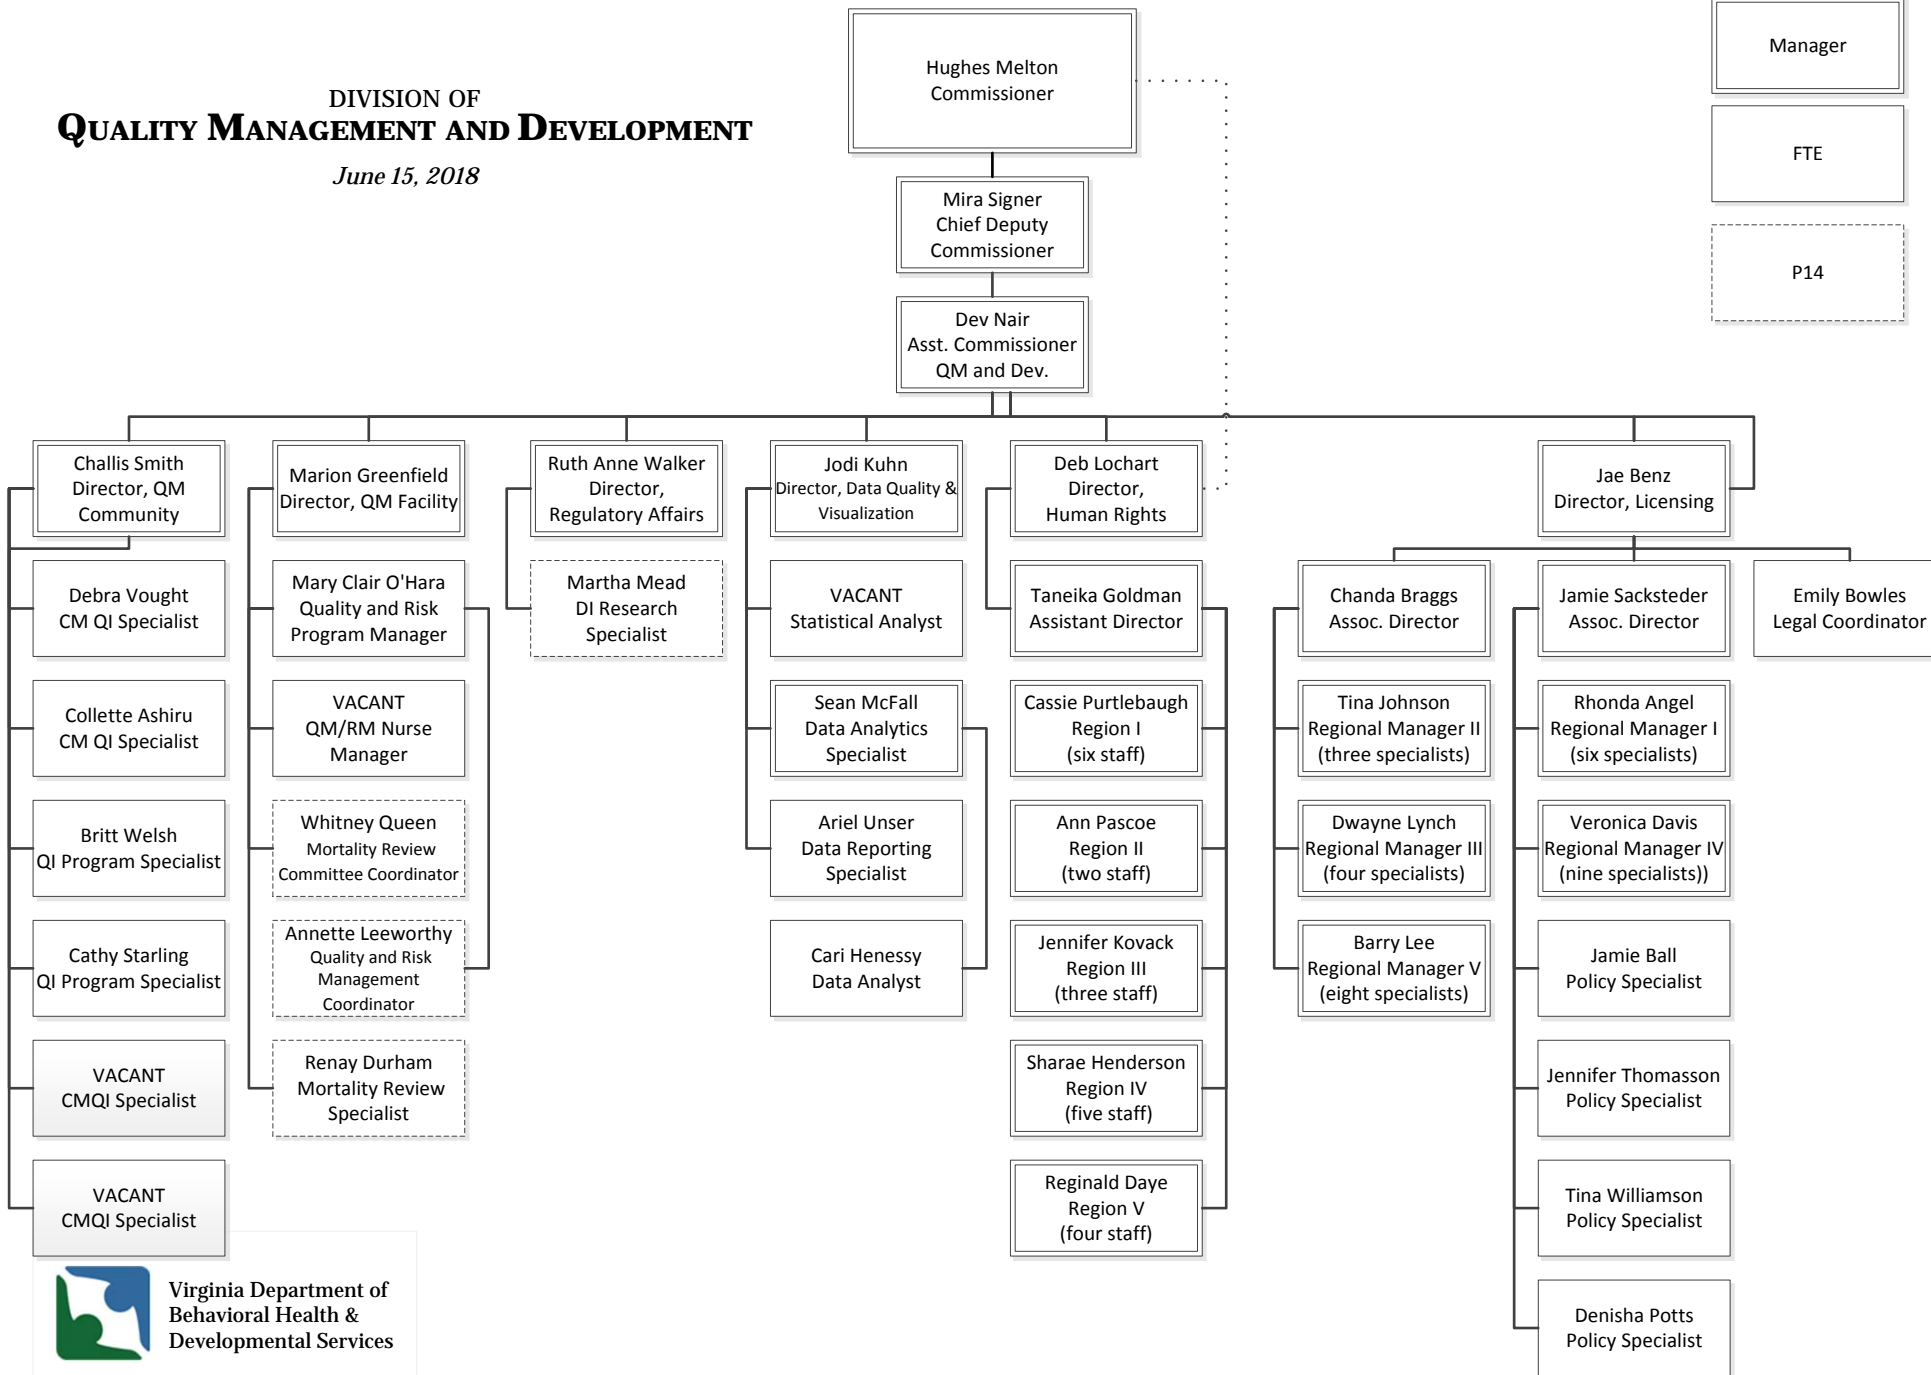 DIVISION OF
QUALITY MANAGEMENT AND DEVELOPMENT
June 15, 2018
Hughes Melton
Commissioner
Manager
FTE
P14
Mira Signer
Chief Deputy
Commissioner
Dev Nair
Asst. Commissioner
QM and Dev.
Challis Smith
Director, QM
Community
Debra Vought
CM QI Specialist
Collette Ashiru
CM QI Specialist
Britt Welsh
QI Program Specialist
Cathy Starling
QI Program Specialist
VACANT
CMQI Specialist
VACANT
CMQI Specialist
Marion Greenfield
Director, QM Facility
Mary Clair O'Hara
Quality and Risk
Program Manager
VACANT
QM/RM Nurse
Manager
Whitney Queen
Mortality Review
Committee Coordinator
Annette Leeworthy
Quality and Risk
Management
Coordinator
Renay Durham
Mortality Review
Specialist
Ruth Anne Walker
Director,
Regulatory Affairs
Martha Mead
DI Research
Specialist
Jodi Kuhn
Director, Data Quality &
Visualization
VACANT
Statistical Analyst
Sean McFall
Data Analytics
Specialist
Ariel Unser
Data Reporting
Specialist
Cari Henessy
Data Analyst
Deb Lochart
Director,
Human Rights
Taneika Goldman
Assistant Director
Cassie Purtlebaugh
Region I
(six staff)
Ann Pascoe
Region II
(two staff)
Jennifer Kovack
Region III
(three staff)
Sharae Henderson
Region IV
(five staff)
Reginald Daye
Region V
(four staff)
Jae Benz
Director, Licensing
Chanda Braggs
Assoc. Director
Tina Johnson
Regional Manager II
(three specialists)
Dwayne Lynch
Regional Manager III
(four specialists)
Barry Lee
Regional Manager V
(eight specialists)
Jamie Sacksteder
Assoc. Director
Rhonda Angel
Regional Manager I
(six specialists)
Veronica Davis
Regional Manager IV
(nine specialists))
Jamie Ball
Policy Specialist
Jennifer Thomasson
Policy Specialist
Tina Williamson
Policy Specialist
Denisha Potts
Policy Specialist
Emily Bowles
Legal Coordinator
Virginia Department of
Behavioral Health &
Developmental Services